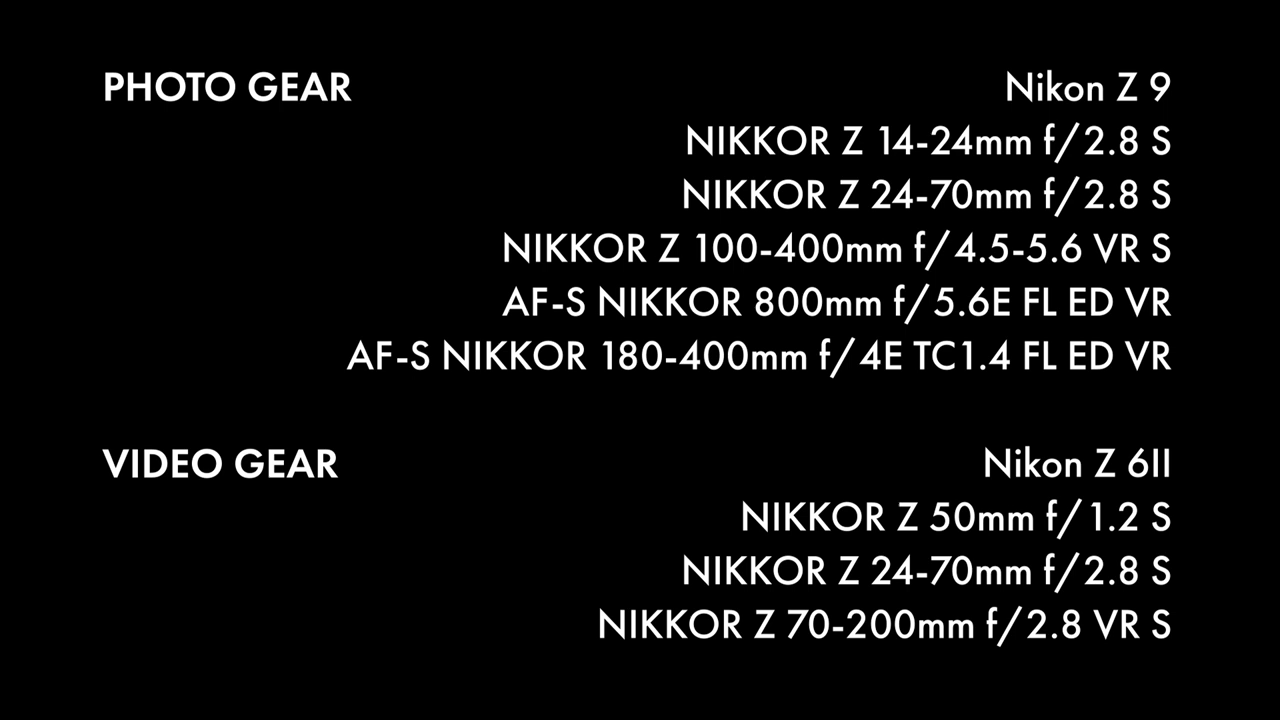 PHOTO GEAR Nikon Z 9
NIKKOR Z 14-24mm f/2.8 S
NIKKOR Z 24-70mm f/2.8 S
NIKKOR Z 100-400mm f/4.5-5.6 VR S
AF-S NIKKOR 800mm f/5.6E FL ED VR
AF-S NIKKOR 180-400mm f/4E TC1.4 FL ED VR
VIDEO GEAR Nikon Z 6II
NIKKOR Z 50mm f/1.2 S
NIKKOR Z 24-70mm f/2.8 S
NIKKOR Z 70-200mm f/2.8 VR S